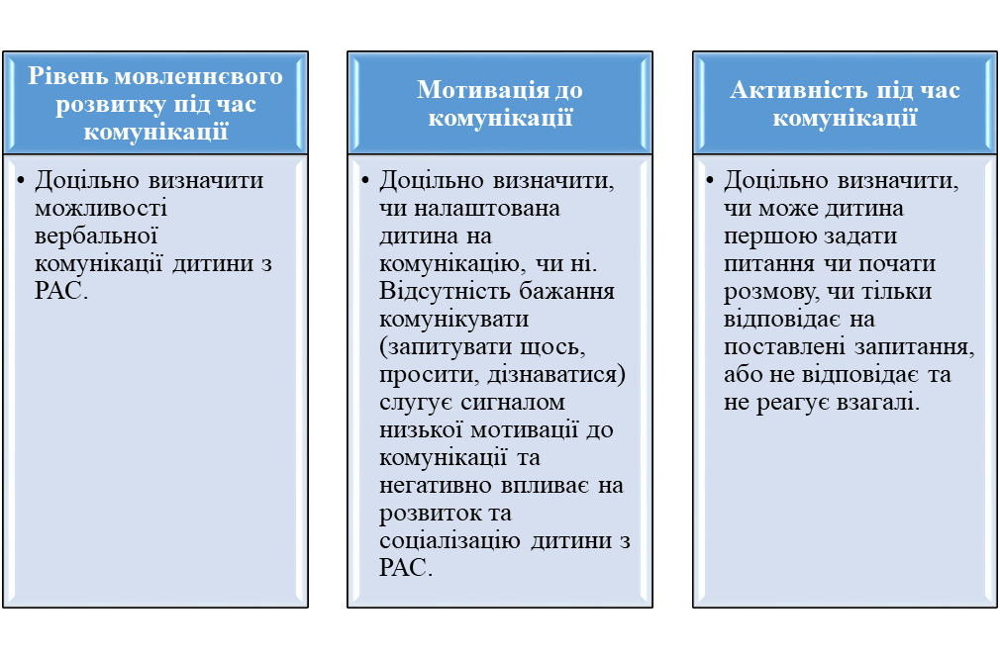 Рівень мовленнєвого
розвитку під час
комунікації
• Доцільно визначити
можливості
вербальної
комунікації дитини з
РАС.
Мотивація до
комунікації
• Доцільно визначити,
чи налаштована
дитина на
комунікацію, чи ні.
Відсутність бажання
комунікувати
(запитувати щось,
просити, дізнаватися)
слугує сигналом
низької мотивації до
комунікації та
негативно впливає на
розвиток та
соціалізацію дитини з
РАС.
Активність під час
комунікації
• Доцільно визначити,
чи може дитина
першою задати
питання чи почати
розмову, чи тільки
відповідає на
поставлені запитання,
або не відповідає та
не реагує взагалі.